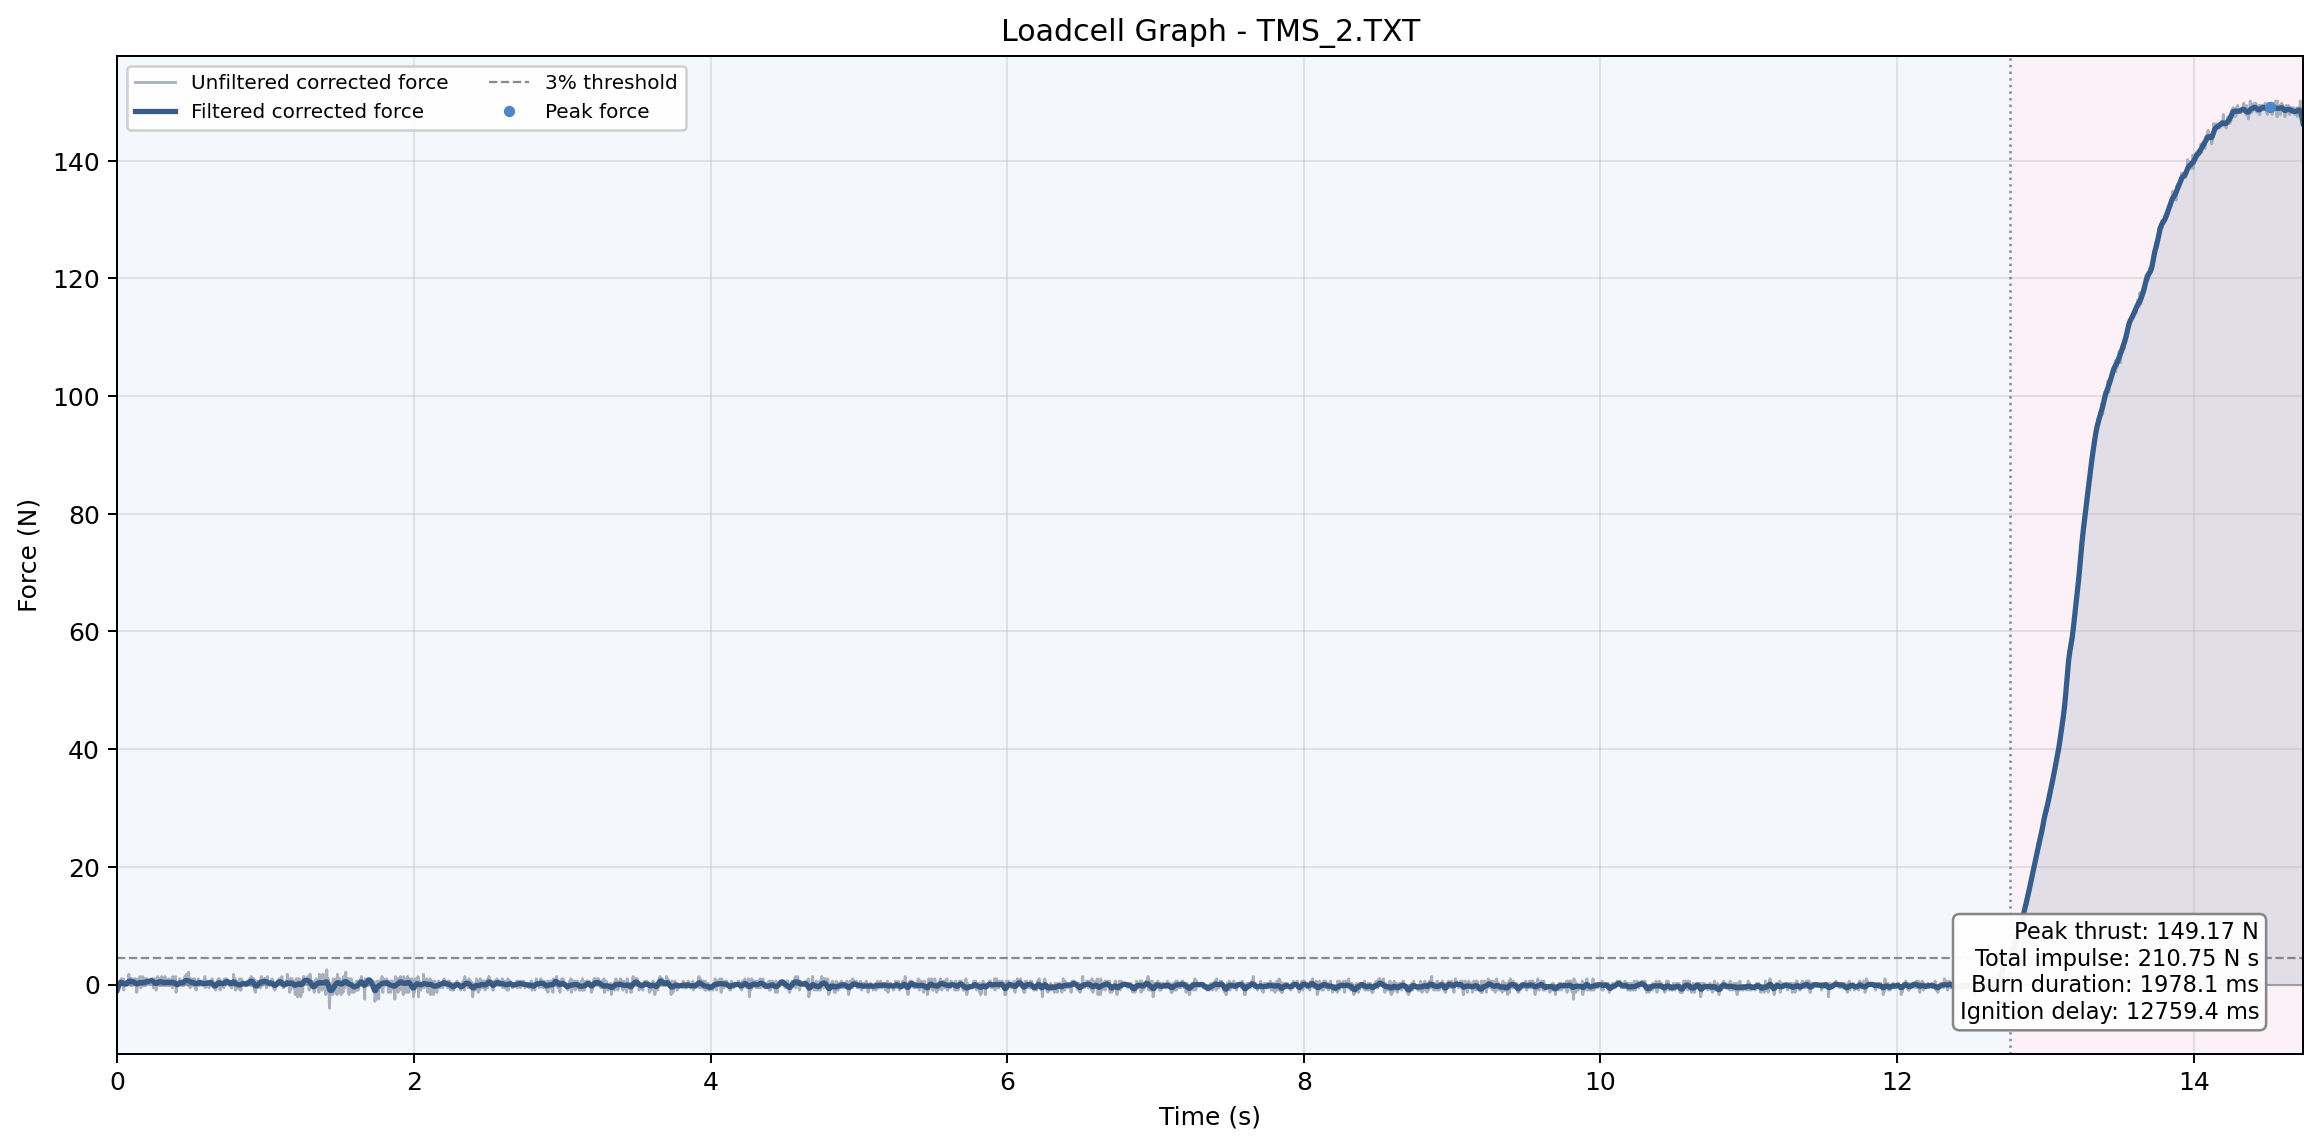 Loadcell Graph - TMS_2.TXT
Unfiltered corrected force
Filtered corrected force
3% threshold
Peak force
Force (N)
140
120
100
80
60
40
20
0
Peak thrust: 149.17 N
Total impulse: 210.75 N s
Burn duration: 1978.1 ms
Ignition delay: 12759.4 ms
0 2 4 6 8 10 12 14
Time (s)